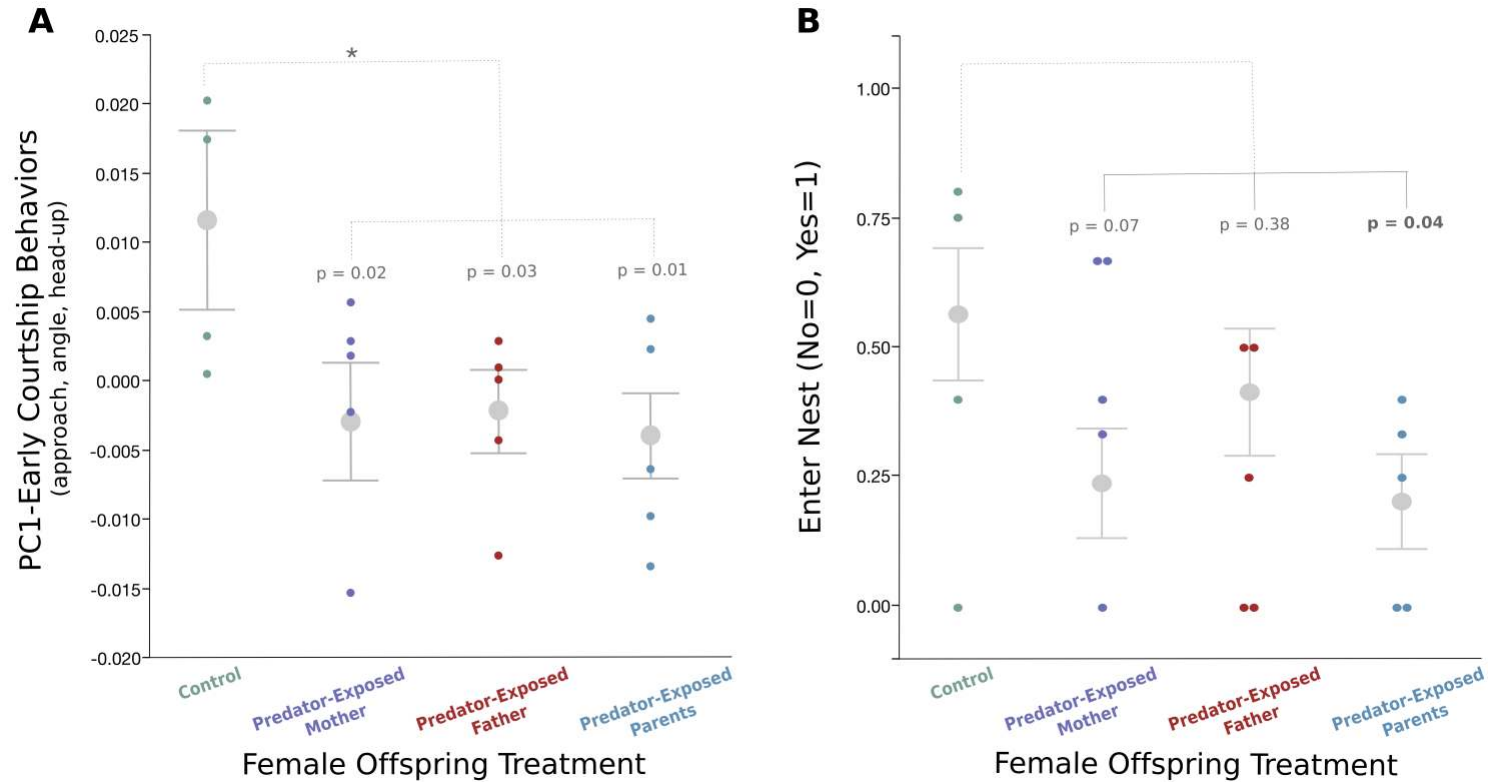 A
PC1-Early Courtship Behaviors
(approach, angle, head-up)
0.025
0.020
0.015
0.010
0.005
0.000
-0.005
-0.010
-0.015
-0.020
*
p = 0.02
p = 0.03
p = 0.01
Control
Predator-Exposed
Mother
Predator-Exposed
Father
Predator-Exposed
Parents
Female Offspring Treatment
B
Enter Nest (No=0, Yes=1)
1.00
0.75
0.50
0.25
0.00
p = 0.07
p = 0.38
p = 0.04
Control
Predator-Exposed
Mother
Predator-Exposed
Father
Predator-Exposed
Parents
Female Offspring Treatment